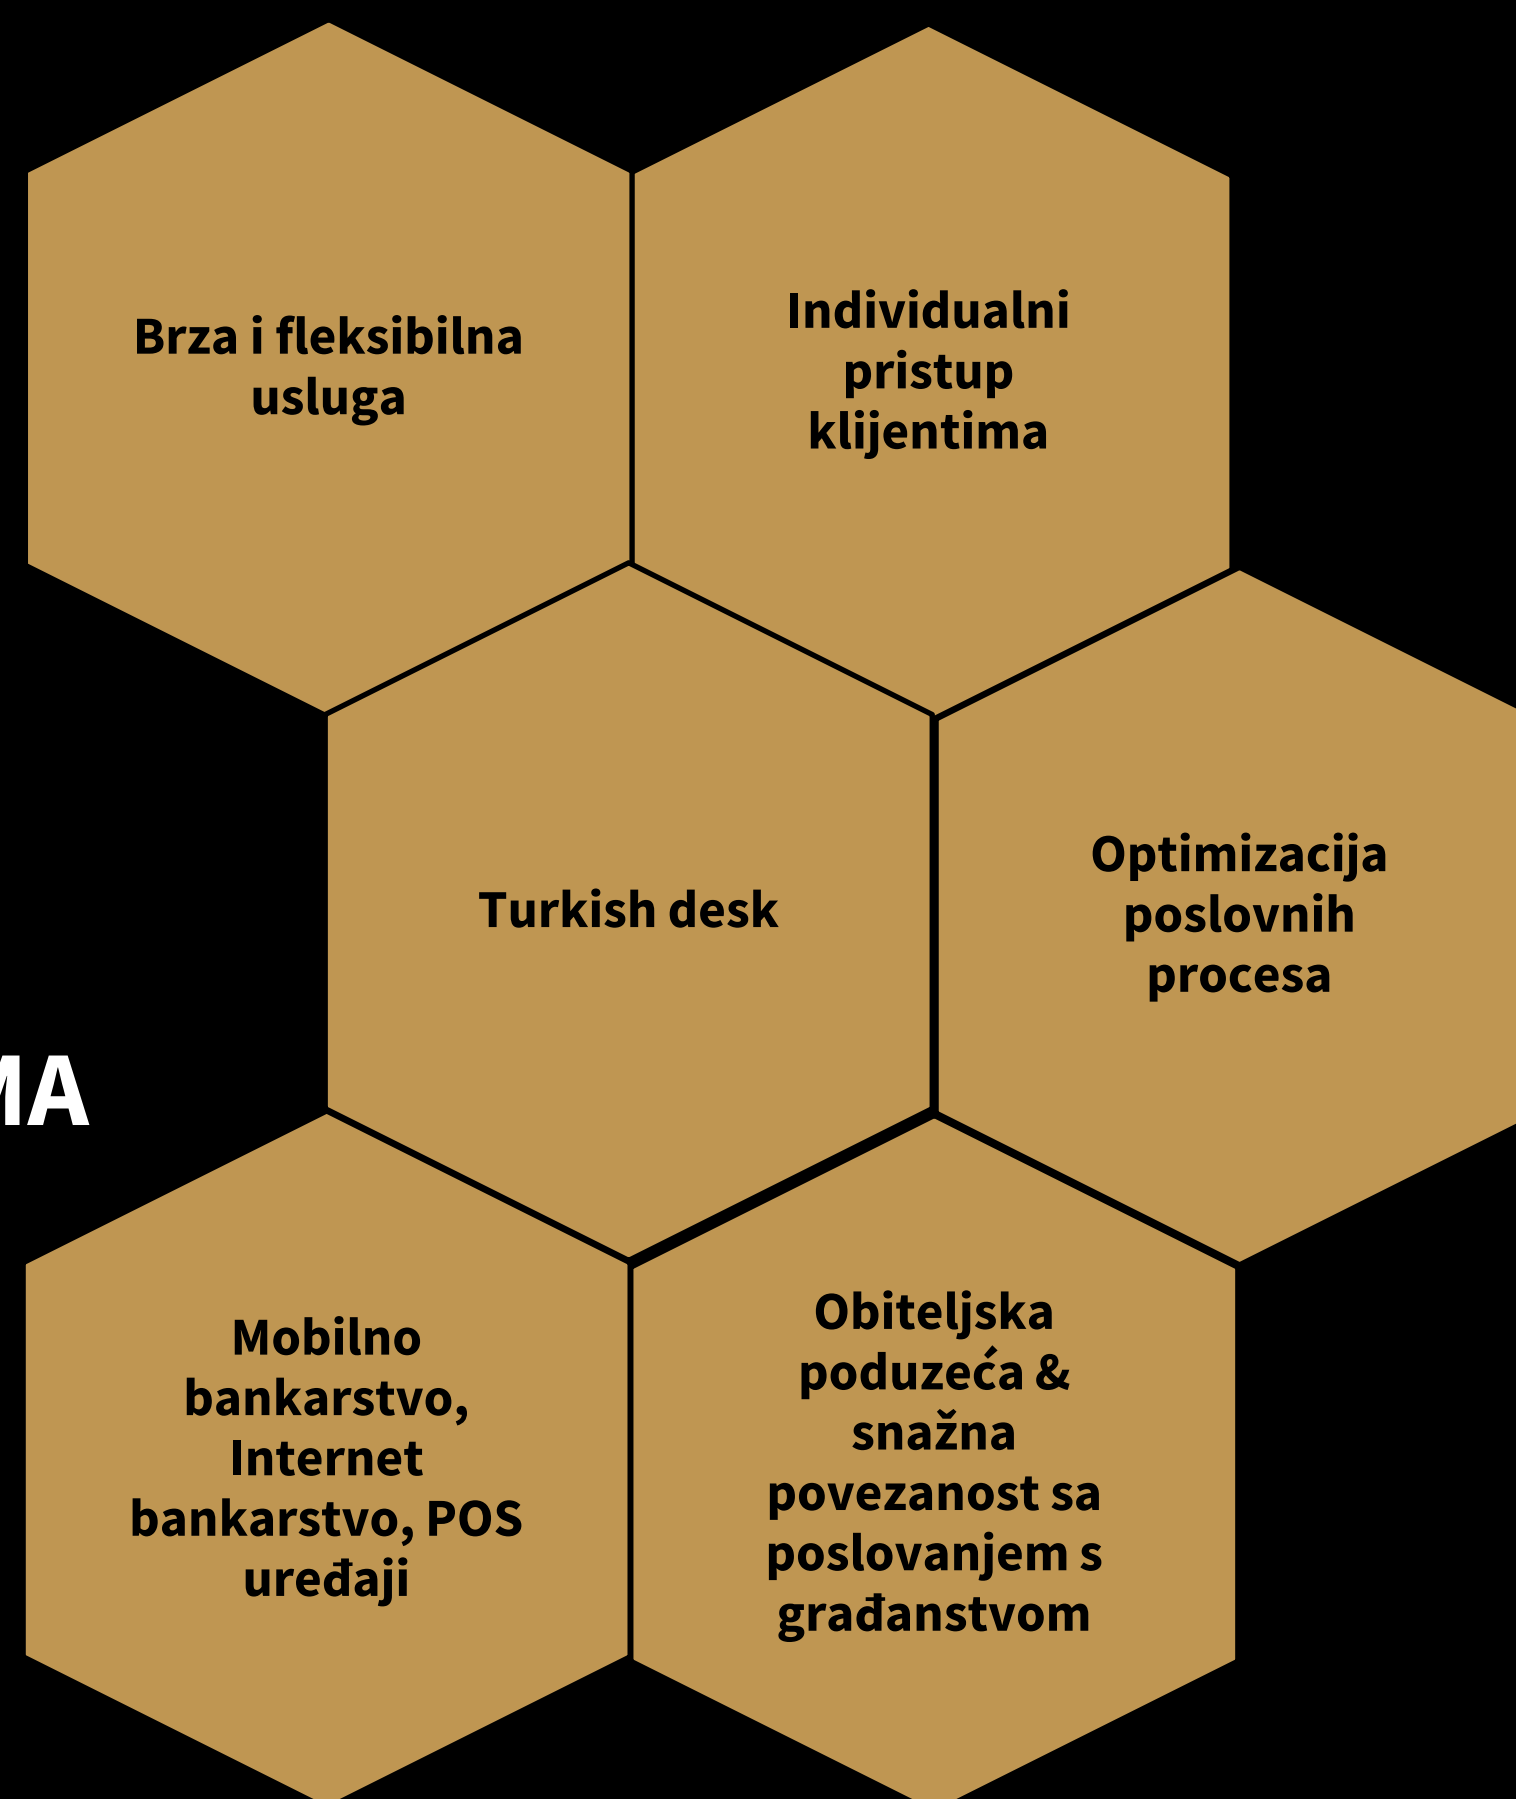 Brza i fleksibilna
usluga
Individualni
pristup
klijentima
Turkish desk
Optimizacija
poslovnih
procesa
MA
Mobilno
bankarstvo,
Internet
bankarstvo, POS
uređaji
Obiteljska
poduzeća &
snažna
povezanost sa
poslovanjem s
građanstvom